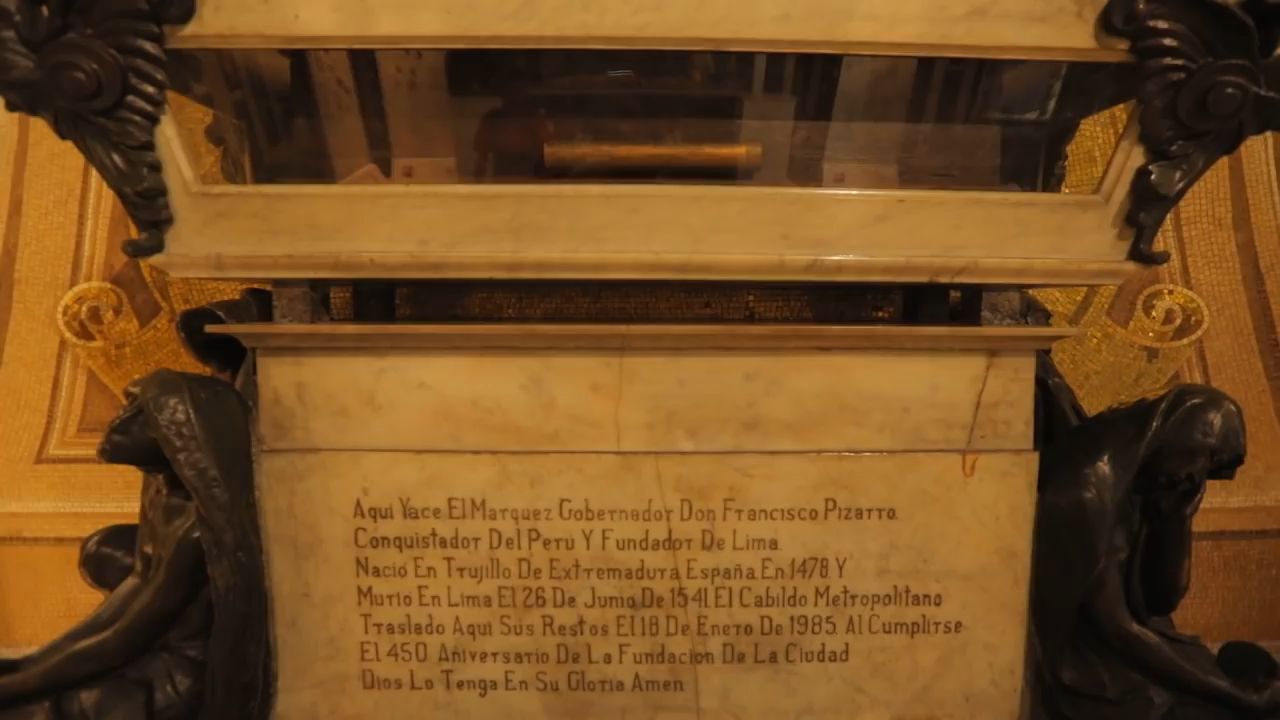 Aqui Yace El Marquez Gobernador Don Francisco Pizarro.
Conquistador Del Peru Y Fundador De Lima.
Nació En Trujillo De Extremadura España En 1478 Y
Murio En Lima El 26 De Junio De 1541. El Cabildo Metropolitano
Traslado Aqui Sus Restos El 18 De Enero De 1985. Al Cumplirse
El 450 Aniversario De La Fundacion De La Ciudad
Dios Lo Tenga En Su Gloria Amen